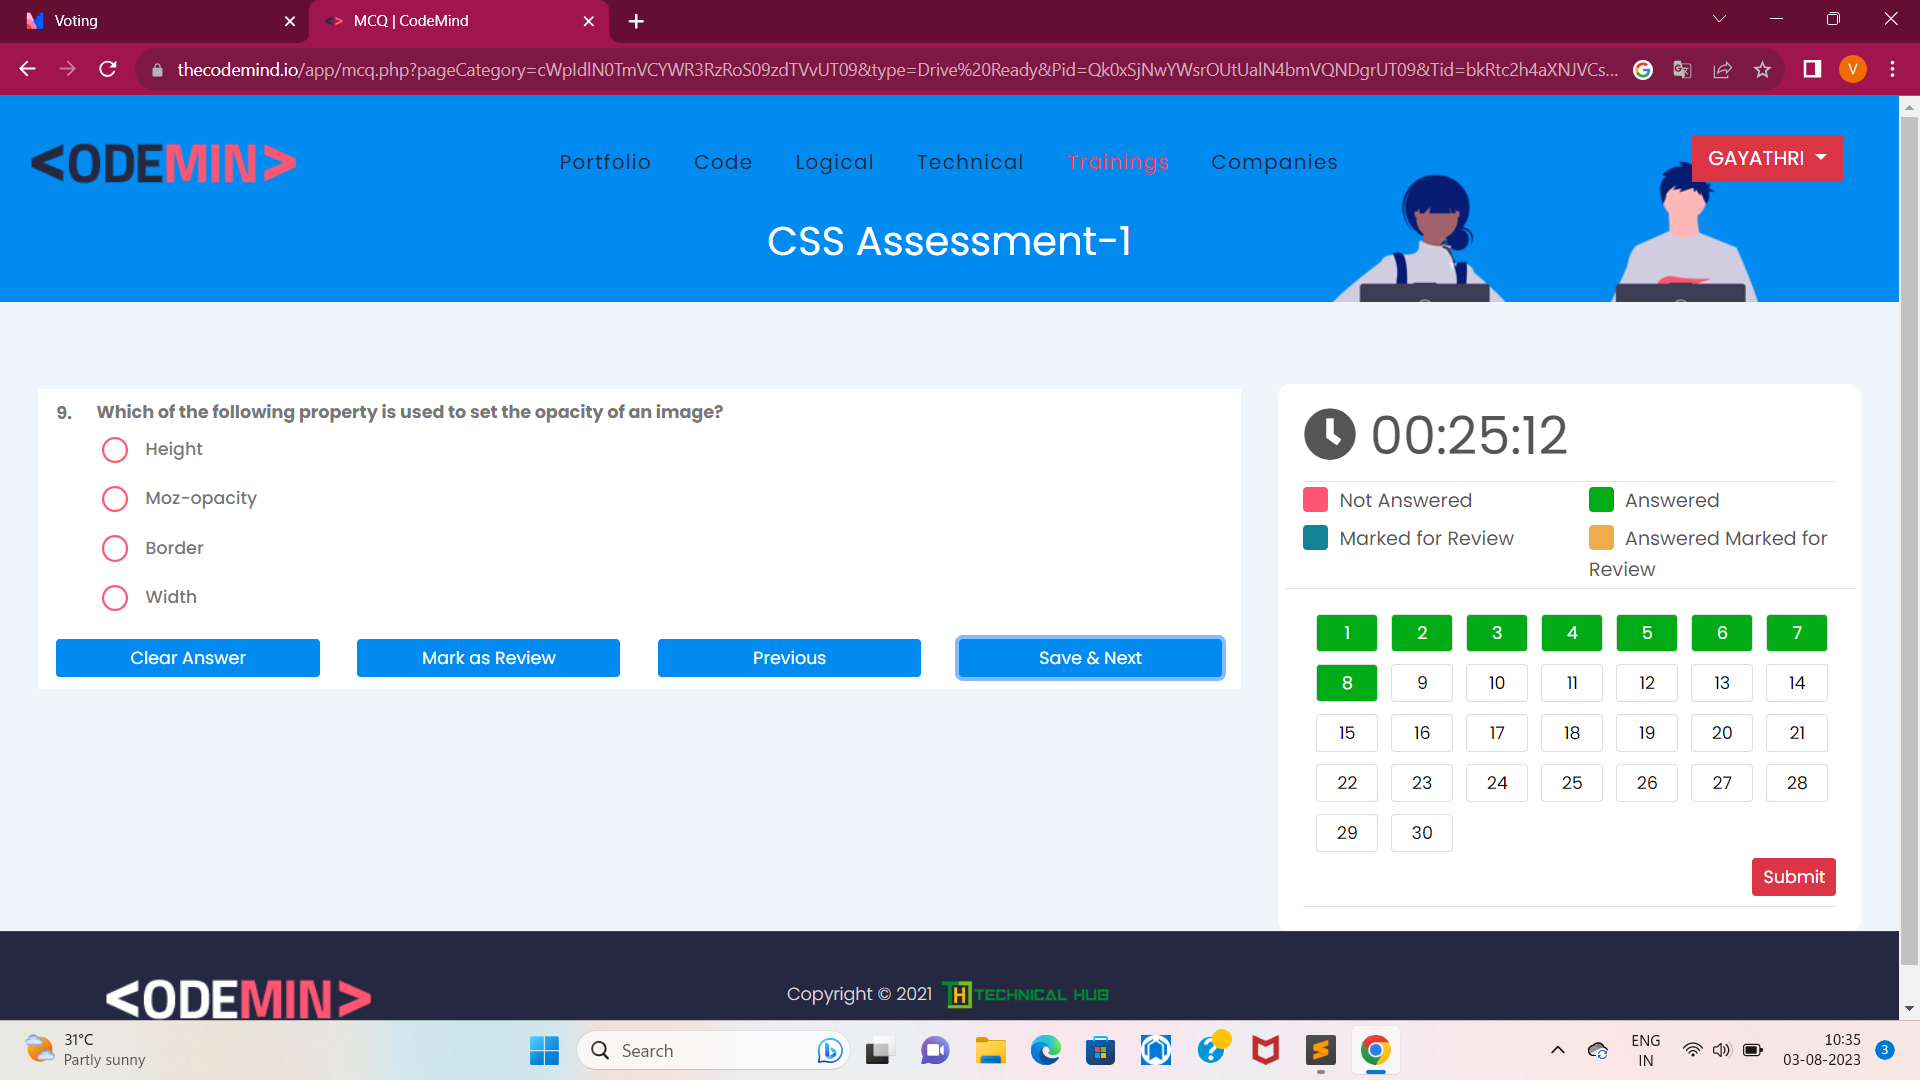 Voting
MCQ | CodeMind
thecodemind.io/app/mcq.php?pageCategory=cWpIdlN0TmVCYWR3RzRoS09zdTVvUT09&type=Drive%20Ready&Pid=Qk0xSjNwYWsrOUtUalN4bmVQNDgrUT09&Tid=bkRtc2h4aXNJVCs...
V
<ODEMIN>
Portfolio Code Logical Technical Trainings Companies
GAYATHRI
CSS Assessment-1
9. Which of the following property is used to set the opacity of an image?
Height
Moz-opacity
Border
Width
Clear Answer Mark as Review Previous Save & Next
00:25:12
Not Answered Answered
Marked for Review Answered Marked for
Review
1 2 3 4 5 6 7
8 9 10 11 12 13 14
15 16 17 18 19 20 21
22 23 24 25 26 27 28
29 30
Submit
<ODEMIN>
Copyright © 2021 TH TECHNICAL HUB
31°C
Partly sunny
Search
ENG
IN
10:35
03-08-2023
3